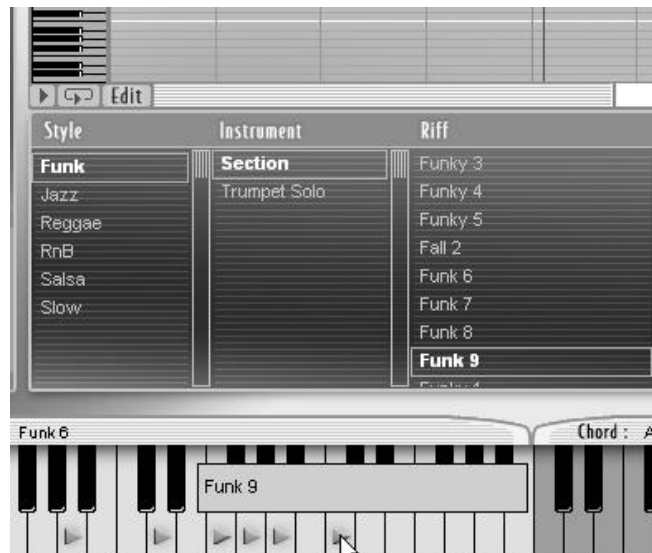 Edit
Style Instrument Riff
Funk Section Funky 3
Jazz Trumpet Solo Funky 4
Reggae Funky 5
RnB Fall 2
Salsa Funk 6
Slow Funk 7
Funk 8
Funk 9
Funk 6 Chord :
Funk 9